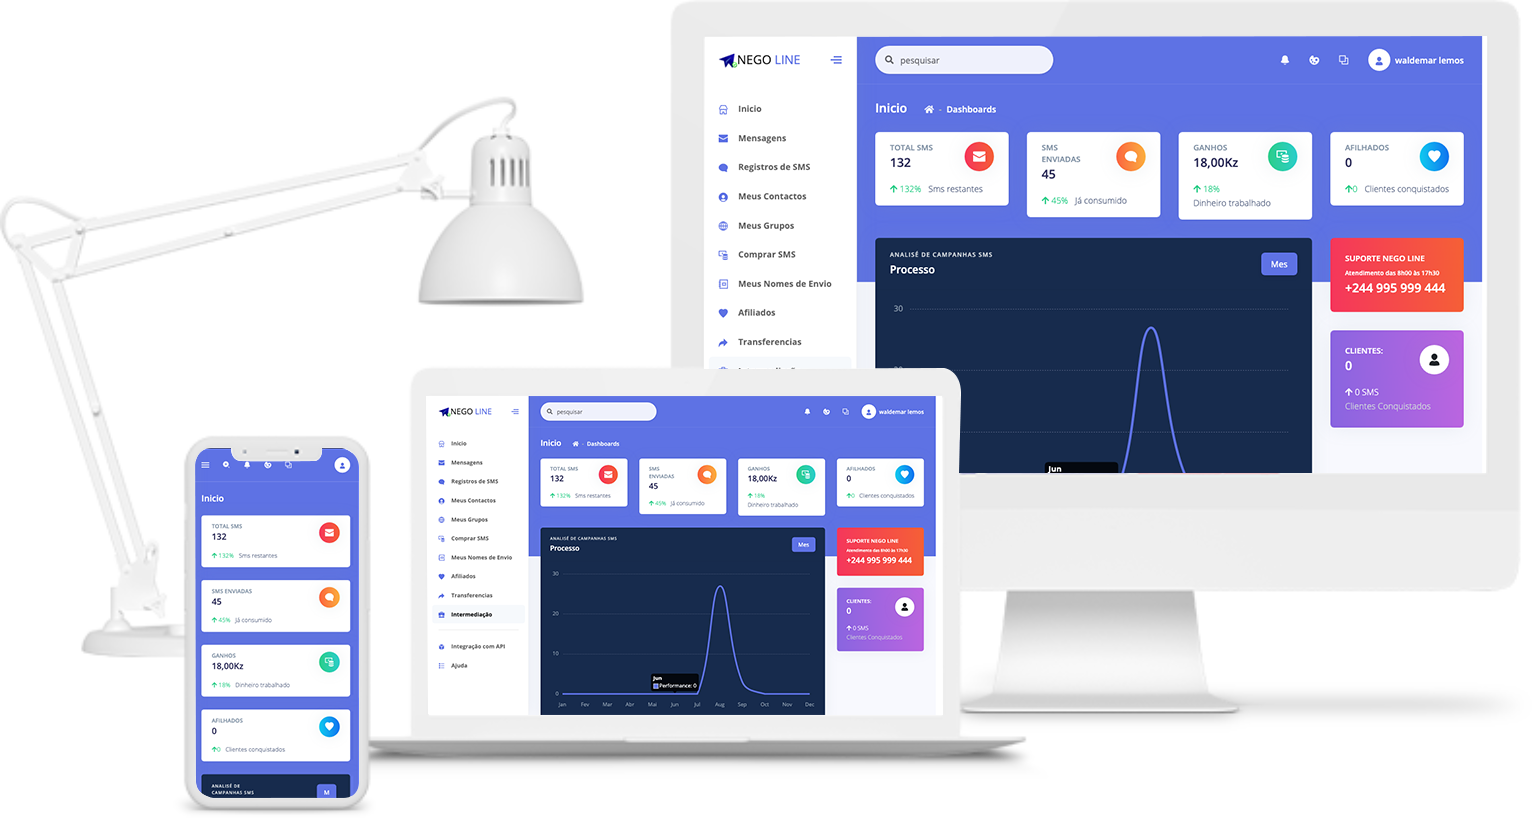 NEGO LINE
pesquisar
waldemar lemos
Inicio
Mensagens
Registros de SMS
Meus Contactos
Meus Grupos
Comprar SMS
Meus Nomes de Envio
Afiliados
Transferencias
Inicio - Dashboards
TOTAL SMS
132
132% Sms restantes
SMS
ENVIADAS
45
45% Já consumido
GANHOS
18,00Kz
18%
Dinheiro trabalhado
AFILHADOS
0
0 Clientes conquistados
ANALISÉ DE CAMPANHAS SMS
Processo
Mes
30
Jun
SUPORTE NEGO LINE
Atendimento das 8h00 às 17h30
+244 995 999 444
CLIENTES:
0
0 SMS
Clientes Conquistados
NEGO LINE
pesquisar
waldemar lemos
Inicio
Mensagens
Registros de SMS
Meus Contactos
Meus Grupos
Comprar SMS
Meus Nomes de Envio
Afiliados
Transferencias
Intermediação
Integração com API
Ajuda
Inicio - Dashboards
TOTAL SMS
132
132% Sms restantes
SMS
ENVIADAS
45
45% Já consumido
GANHOS
18,00Kz
18%
Dinheiro trabalhado
AFILHADOS
0
0 Clientes conquistados
ANALISÉ DE CAMPANHAS SMS
Processo
Mes
30
20
10
0
Jun
Performance: 0
Jan Fev Mar Abr Mai Jun Jul Aug Sep Oct Nov Dec
SUPORTE NEGO LINE
Atendimento das 8h00 às 17h30
+244 995 999 444
CLIENTES:
0
0 SMS
Clientes Conquistados
Inicio
TOTAL SMS
132
132% Sms restantes
SMS ENVIADAS
45
45% Já consumido
GANHOS
18,00Kz
18% Dinheiro trabalhado
AFILHADOS
0
0 Clientes conquistados
ANALISÉ DE
CAMPANHAS SMS
M